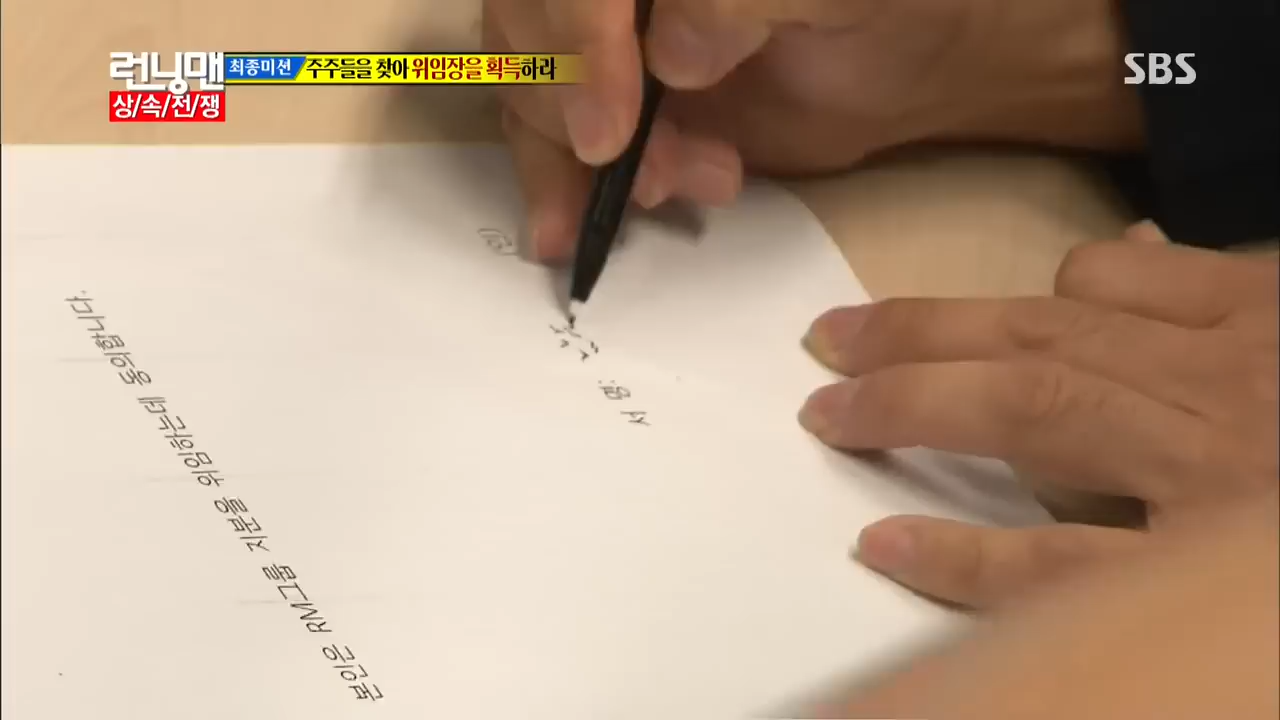 런닝맨
상/속/전/쟁
최종미션
주주들을 찾아 위임장을 획득하라
SBS
본인은 RM그룹 지분을 위임하는데 동의합니다.
서명:
(인)